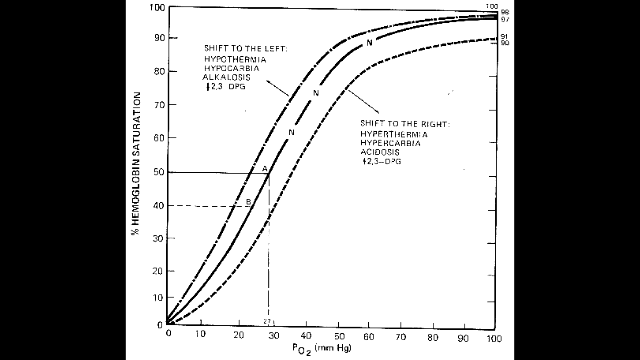 100
100
98
97
91
90
90
80
70
60
50
40
30
20
10
0
% HEMOGLOBIN SATURATION
SHIFT TO THE LEFT:
HYPOTHERMIA
HYPOCARBIA
ALKALOSIS
↓2,3 DPG
N
N
N
A
B
SHIFT TO THE RIGHT:
HYPERTHERMIA
HYPERCARBIA
ACIDOSIS
↑2,3–DPG
27
0 10 20 30 40 50 60 70 80 90 100
PO2 (mm Hg)